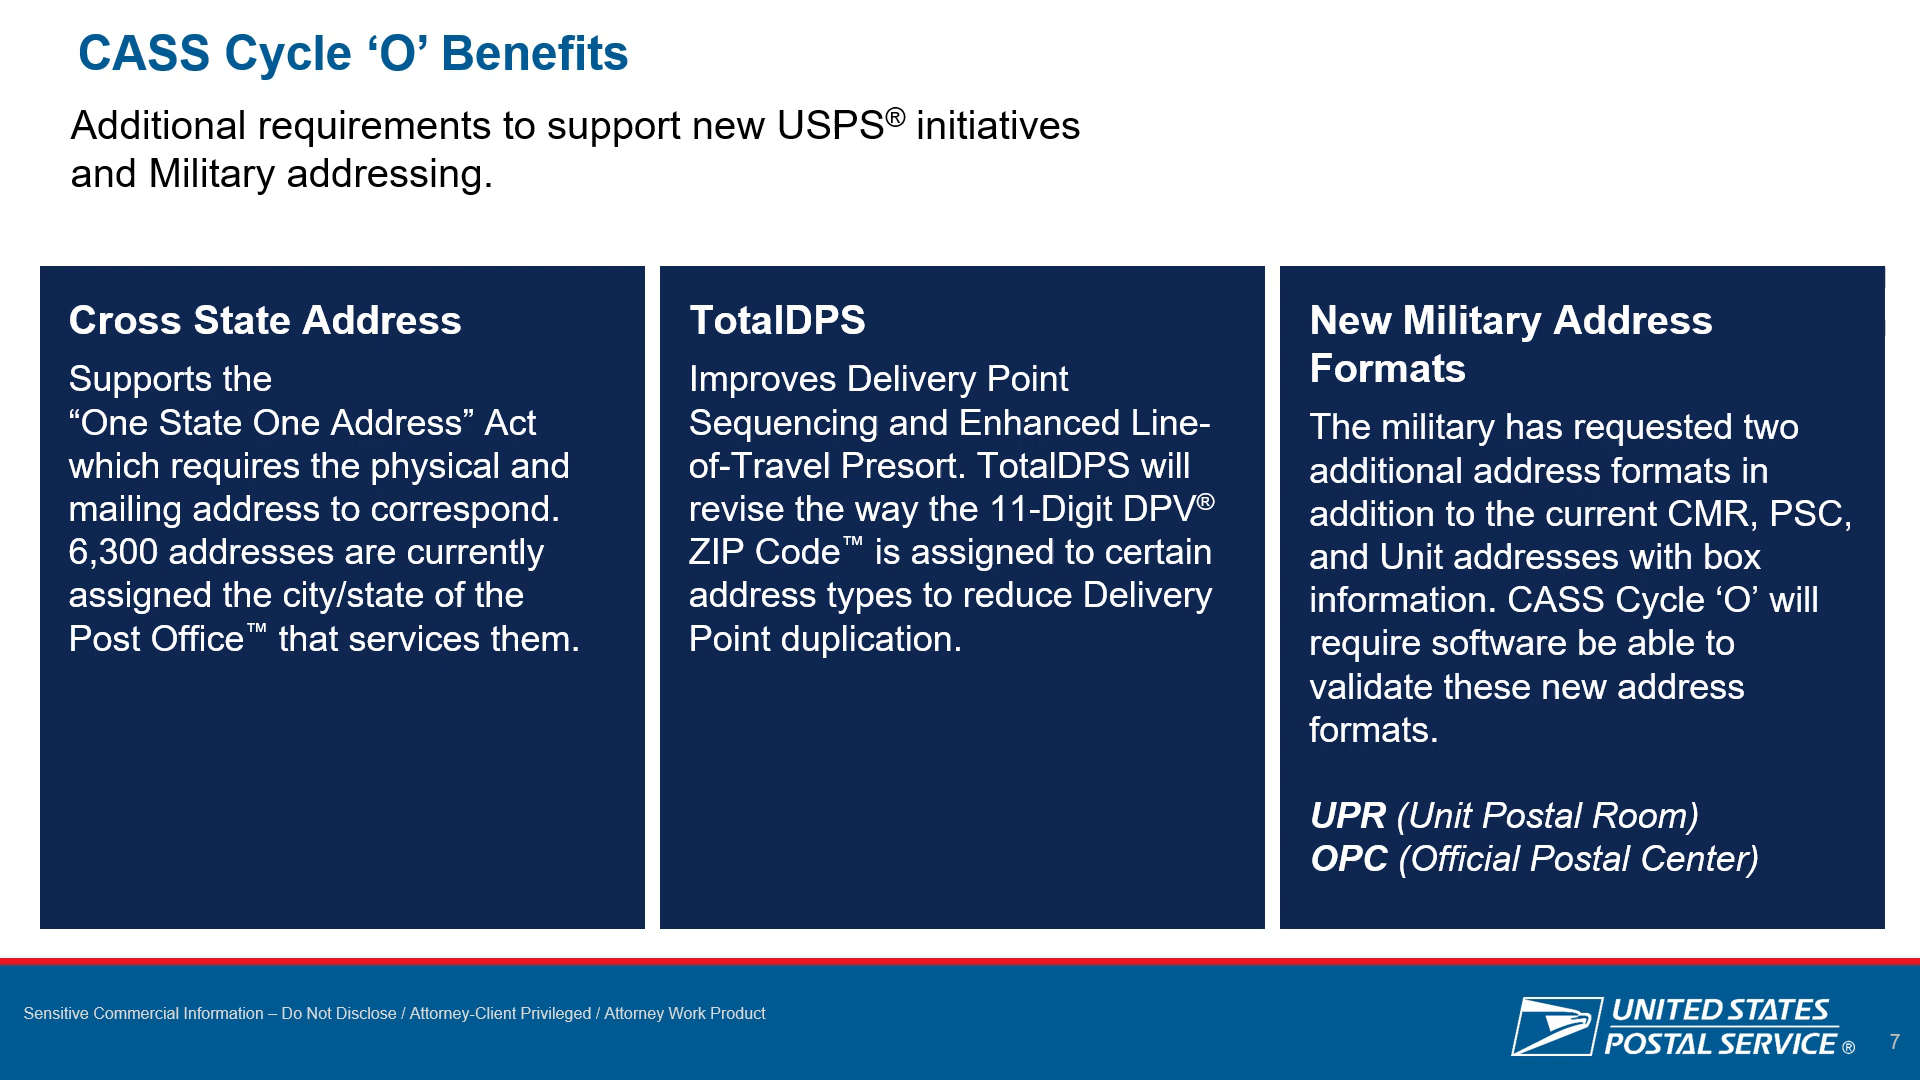 CASS Cycle ‘O’ Benefits
Additional requirements to support new USPS® initiatives
and Military addressing.
Cross State Address
Supports the
“One State One Address” Act
which requires the physical and
mailing address to correspond.
6,300 addresses are currently
assigned the city/state of the
Post Office™ that services them.
TotalDPS
Improves Delivery Point
Sequencing and Enhanced Line-
of-Travel Presort. TotalDPS will
revise the way the 11-Digit DPV®
ZIP Code™ is assigned to certain
address types to reduce Delivery
Point duplication.
New Military Address
Formats
The military has requested two
additional address formats in
addition to the current CMR, PSC,
and Unit addresses with box
information. CASS Cycle ‘O’ will
require software be able to
validate these new address
formats.
UPR (Unit Postal Room)
OPC (Official Postal Center)
Sensitive Commercial Information – Do Not Disclose / Attorney-Client Privileged / Attorney Work Product
UNITED STATES
POSTAL SERVICE ®
7